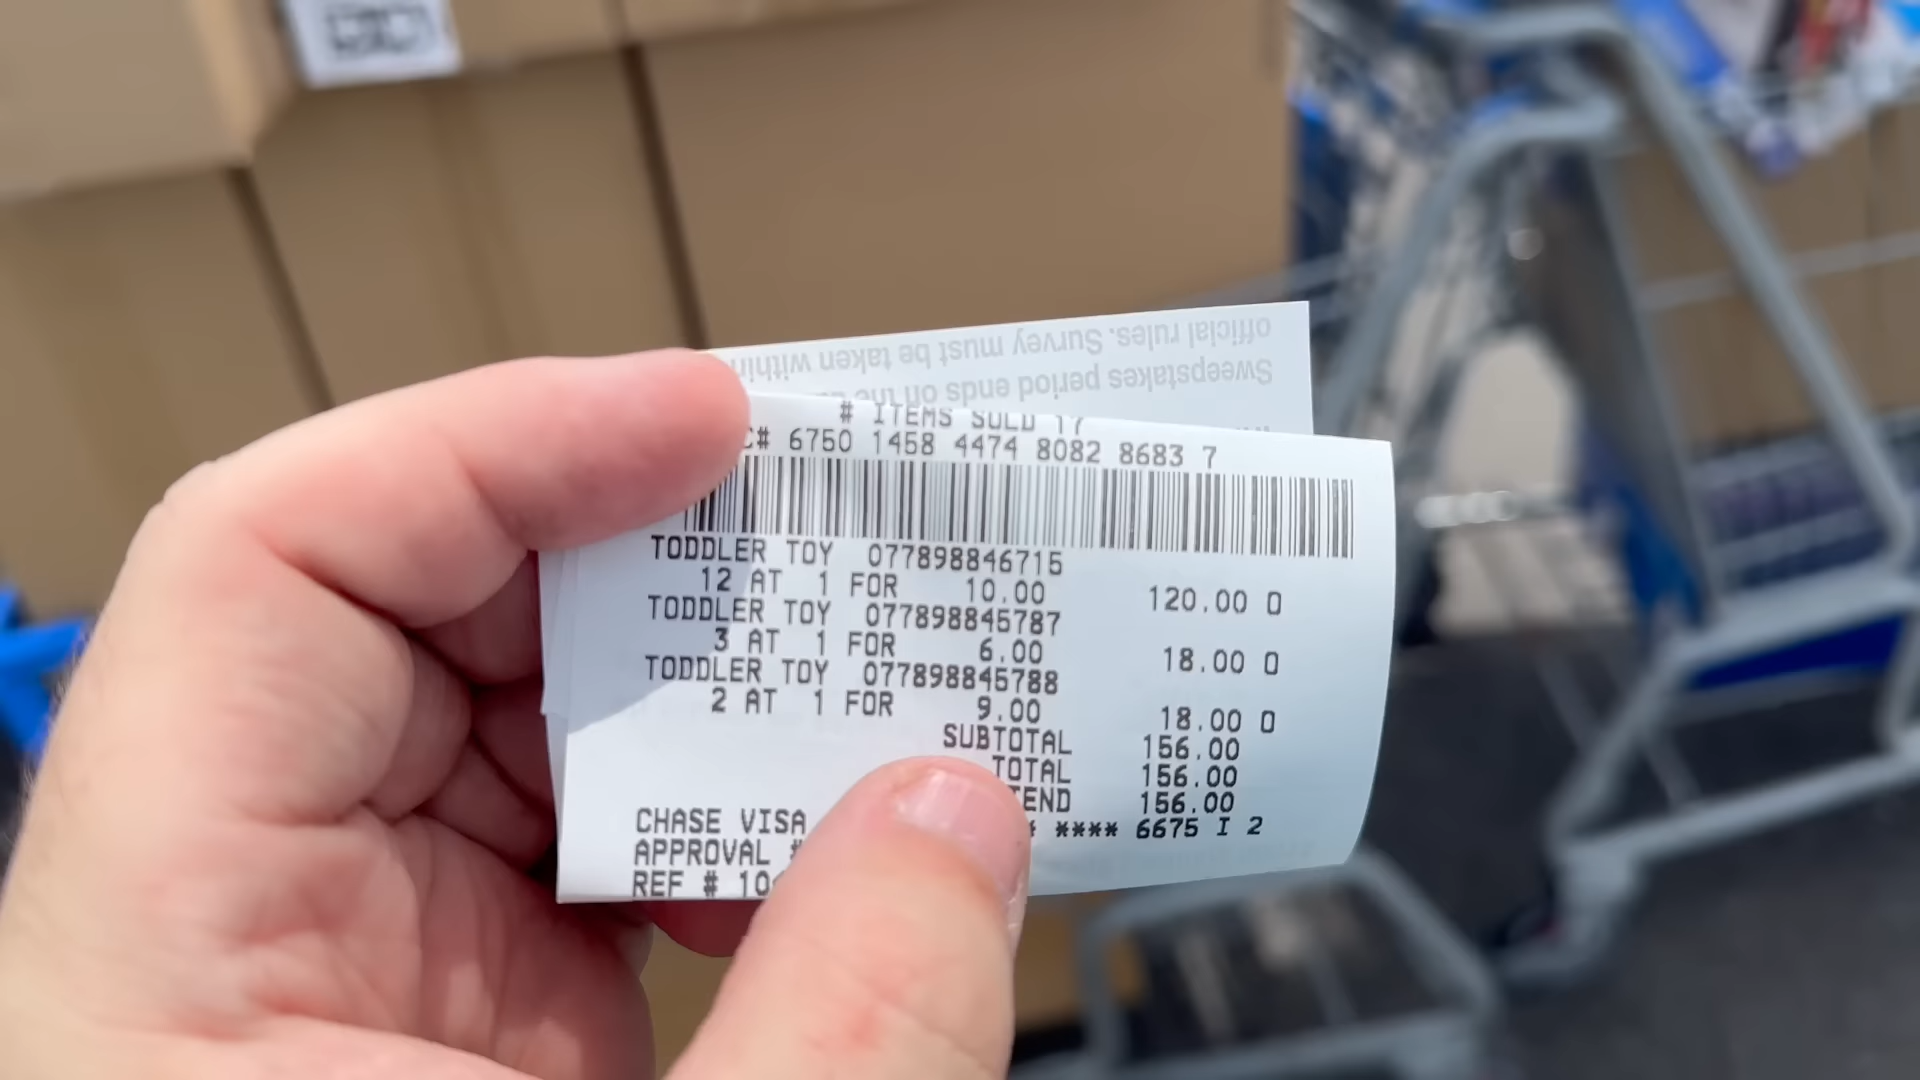 official rules. Survey must be taken within
Sweepstakes period ends on the
# ITEMS SOLD 17
C# 6750 1458 4474 8082 8683 7
TODDLER TOY 077898846715
12 AT 1 FOR 10.00 120.00 O
TODDLER TOY 077898845787
3 AT 1 FOR 6.00 18.00 O
TODDLER TOY 077898845788
2 AT 1 FOR 9.00 18.00 O
SUBTOTAL 156.00
TOTAL 156.00
TEND 156.00
CHASE VISA **** 6675 I 2
APPROVAL #
REF # 10